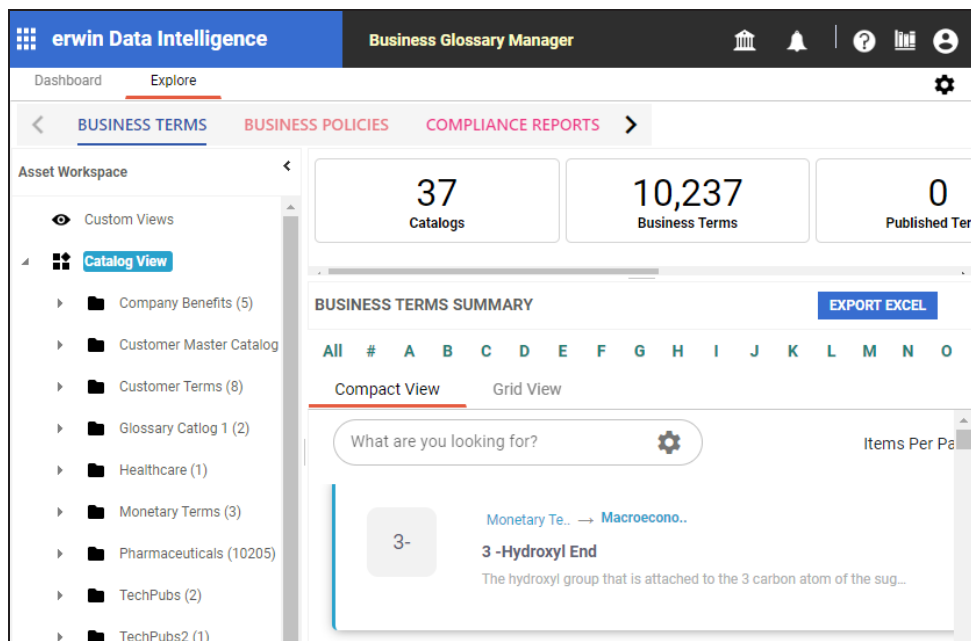 erwin Data Intelligence
Business Glossary Manager
Dashboard
Explore
BUSINESS TERMS
BUSINESS POLICIES
COMPLIANCE REPORTS
Asset Workspace
Custom Views
Catalog View
Company Benefits (5)
Customer Master Catalog
Customer Terms (8)
Glossary Catlog 1 (2)
Healthcare (1)
Monetary Terms (3)
Pharmaceuticals (10205)
TechPubs (2)
TechPubs2 (1)
37
Catalogs
10,237
Business Terms
0
Published Ter
BUSINESS TERMS SUMMARY
EXPORT EXCEL
All # A B C D E F G H I J K L M N O
Compact View
Grid View
What are you looking for?
Items Per Pa
3-
Monetary Te.. → Macroecono..
3 -Hydroxyl End
The hydroxyl group that is attached to the 3 carbon atom of the sug...